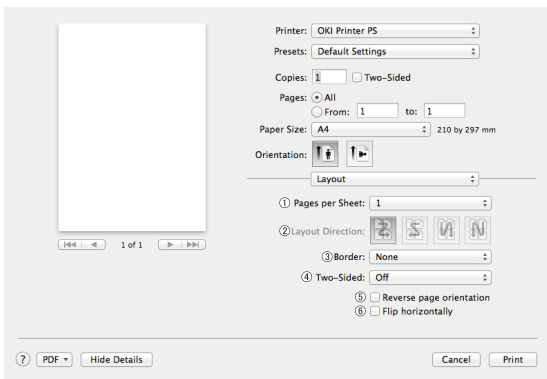 Printer: OKI Printer PS
Presets: Default Settings
Copies: 1 Two-Sided
Pages: All
From: 1 to: 1
Paper Size: A4 210 by 297 mm
Orientation:
Layout
① Pages per Sheet: 1
② Layout Direction:
③ Border: None
④ Two-Sided: Off
⑤ Reverse page orientation
⑥ Flip horizontally
1 of 1
? PDF Hide Details Cancel Print